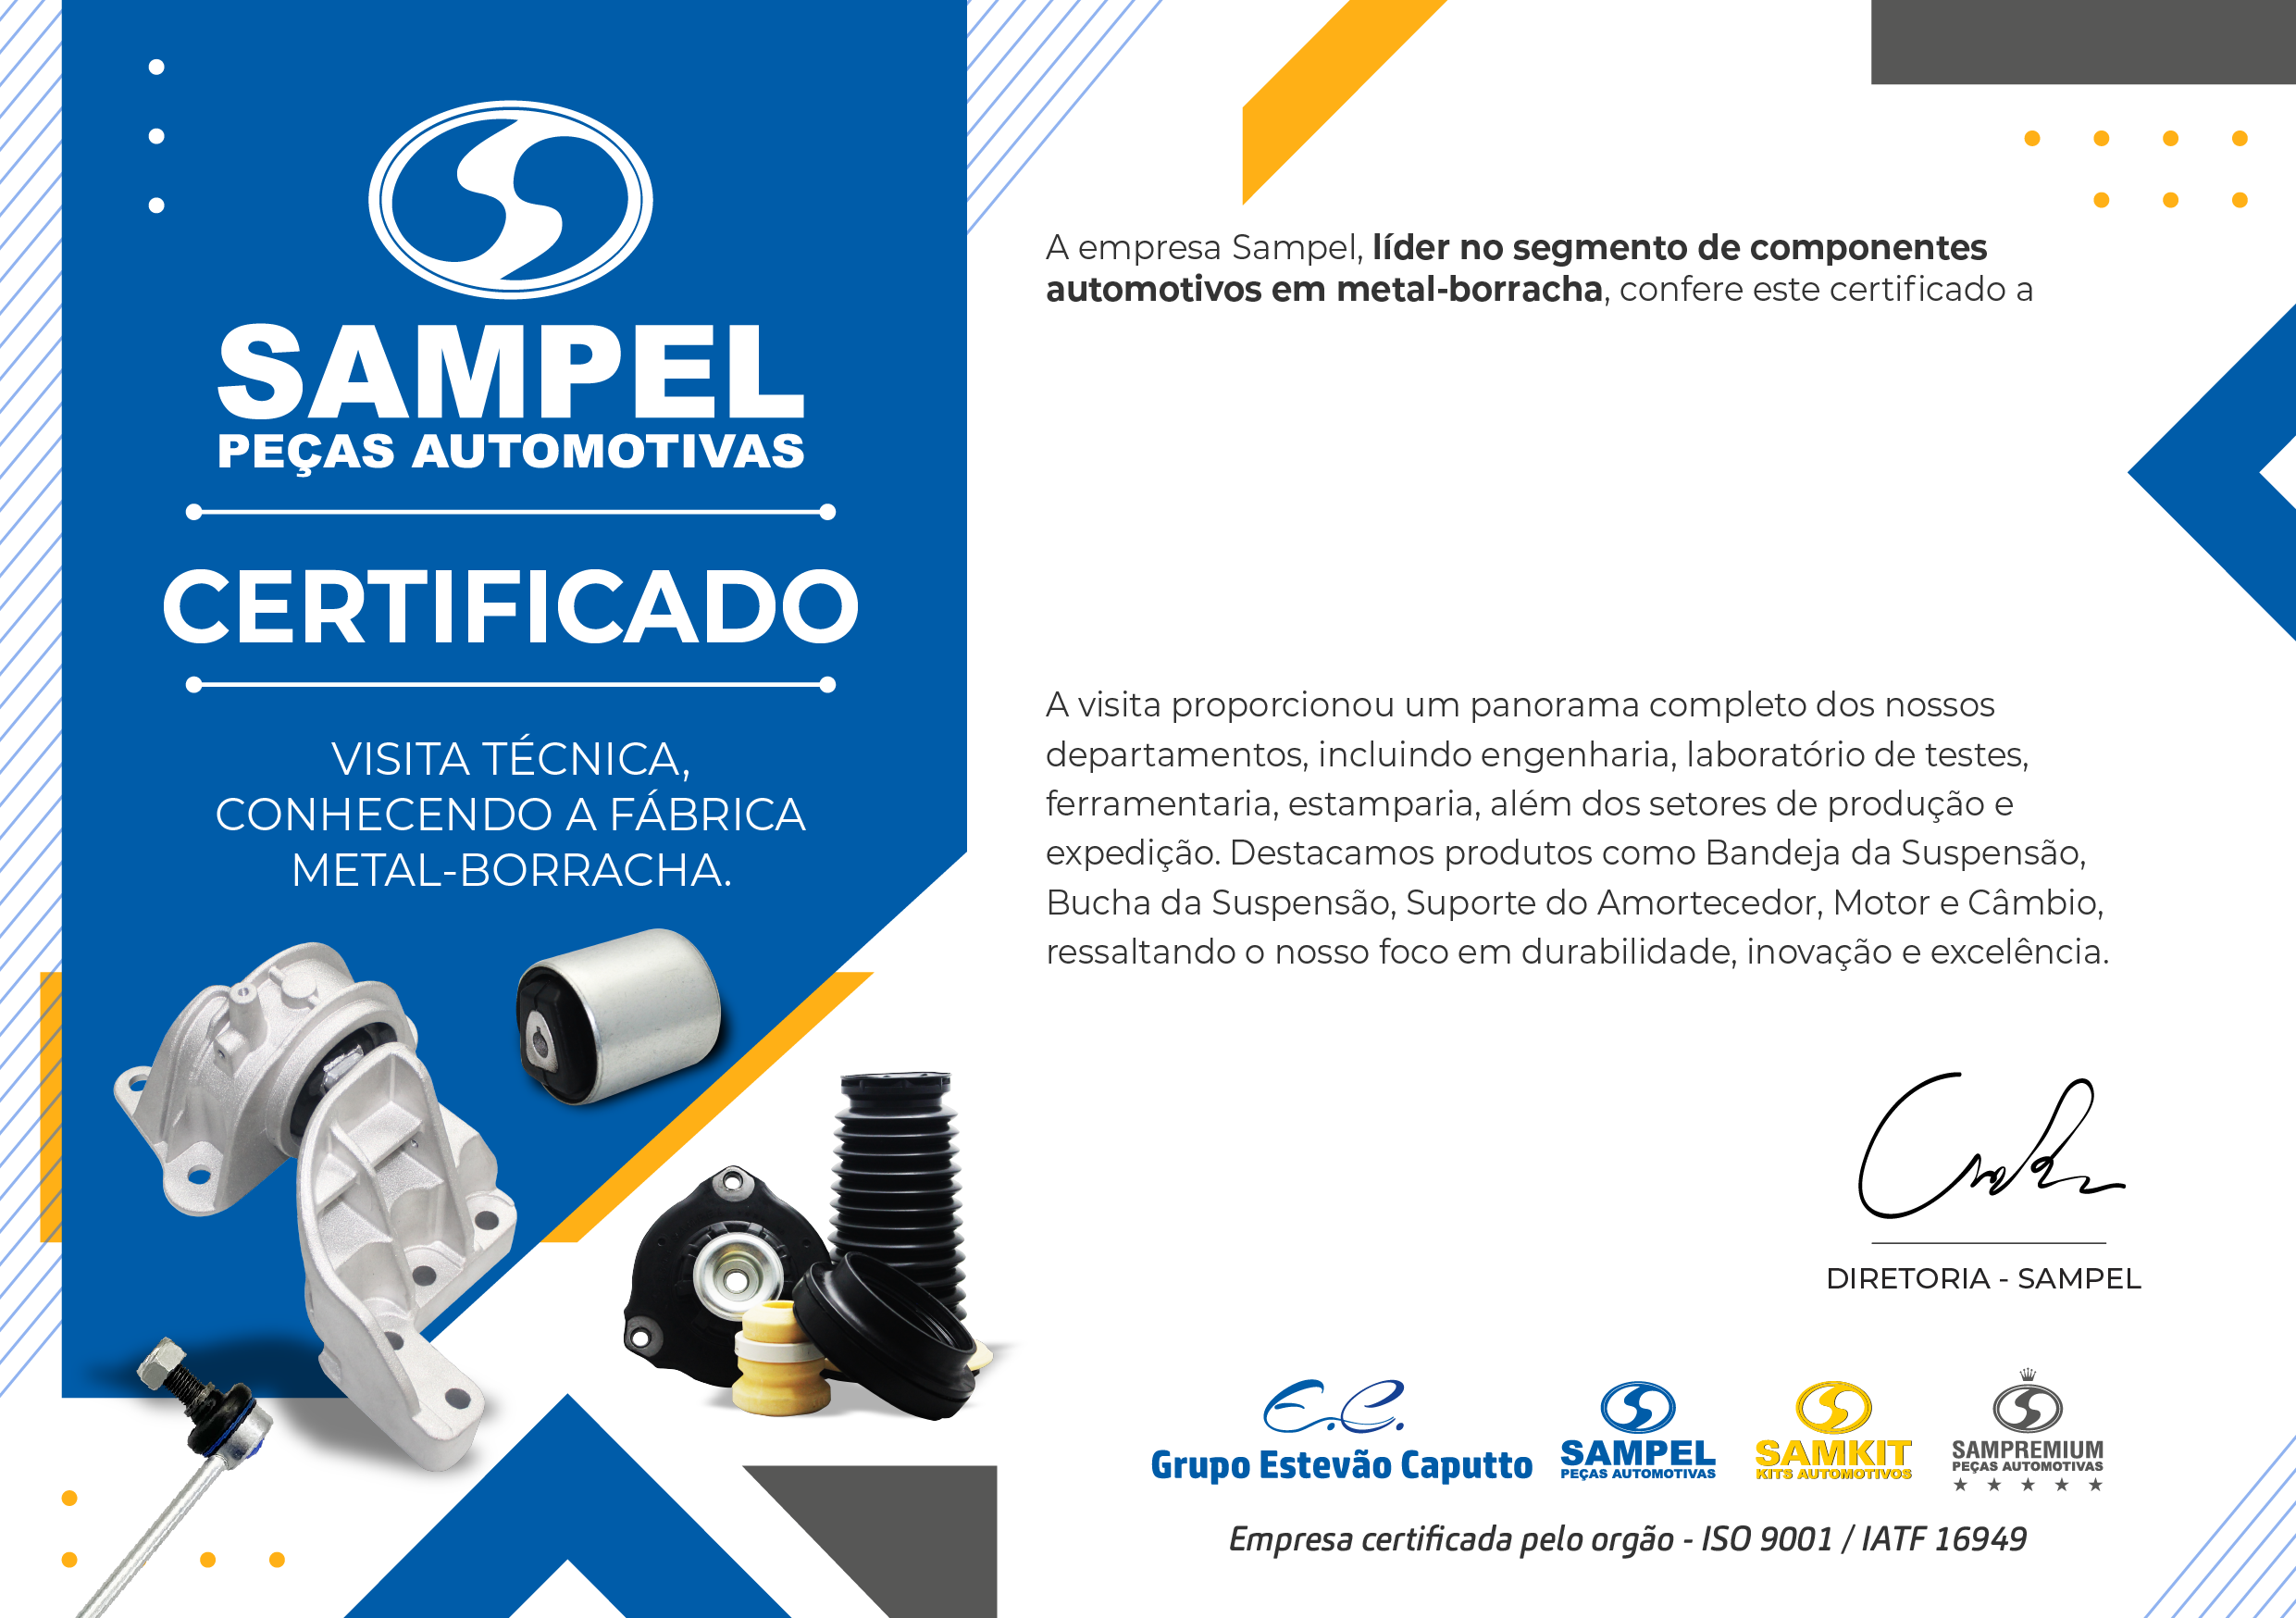 SAMPEL
PEÇAS AUTOMOTIVAS
CERTIFICADO
VISITA TÉCNICA,
CONHECENDO A FÁBRICA
METAL-BORRACHA.
A empresa Sampel, líder no segmento de componentes
automotivos em metal-borracha, confere este certificado a
A visita proporcionou um panorama completo dos nossos
departamentos, incluindo engenharia, laboratório de testes,
ferramentaria, estamparia, além dos setores de produção e
expedição. Destacamos produtos como Bandeja da Suspensão,
Bucha da Suspensão, Suporte do Amortecedor, Motor e Câmbio,
ressaltando o nosso foco em durabilidade, inovação e excelência.
DIRETORIA - SAMPEL
E.C.
Grupo Estevão Caputto
SAMPEL
PEÇAS AUTOMOTIVAS
SAMKIT
KITS AUTOMOTIVOS
SAMPREMIUM
PEÇAS AUTOMOTIVAS
Empresa certificada pelo orgão - ISO 9001 / IATF 16949